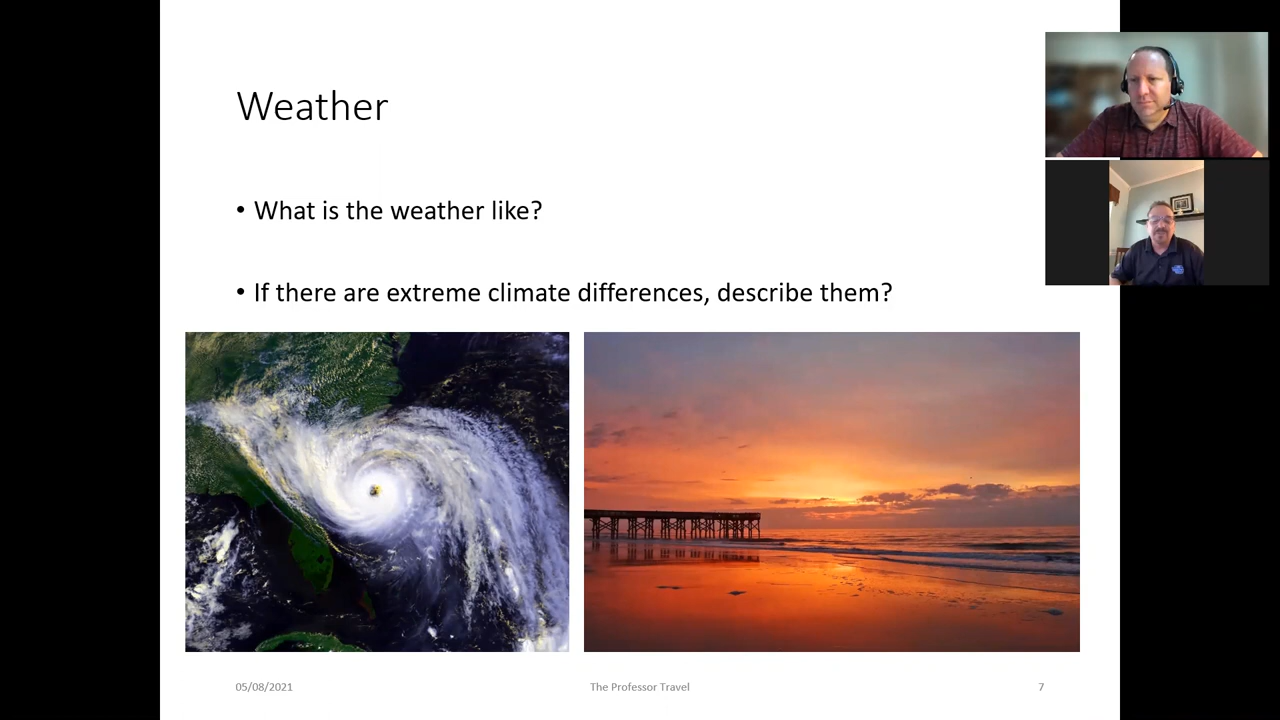 Weather
• What is the weather like?
• If there are extreme climate differences, describe them?
05/08/2021
The Professor Travel
7